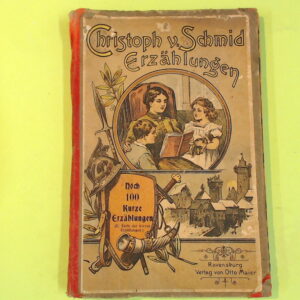 Christoph v. Schmid
Erzählungen
Noch
100
Kurze
Erzählungen
Ravensburg
Verlag von Otto Maier